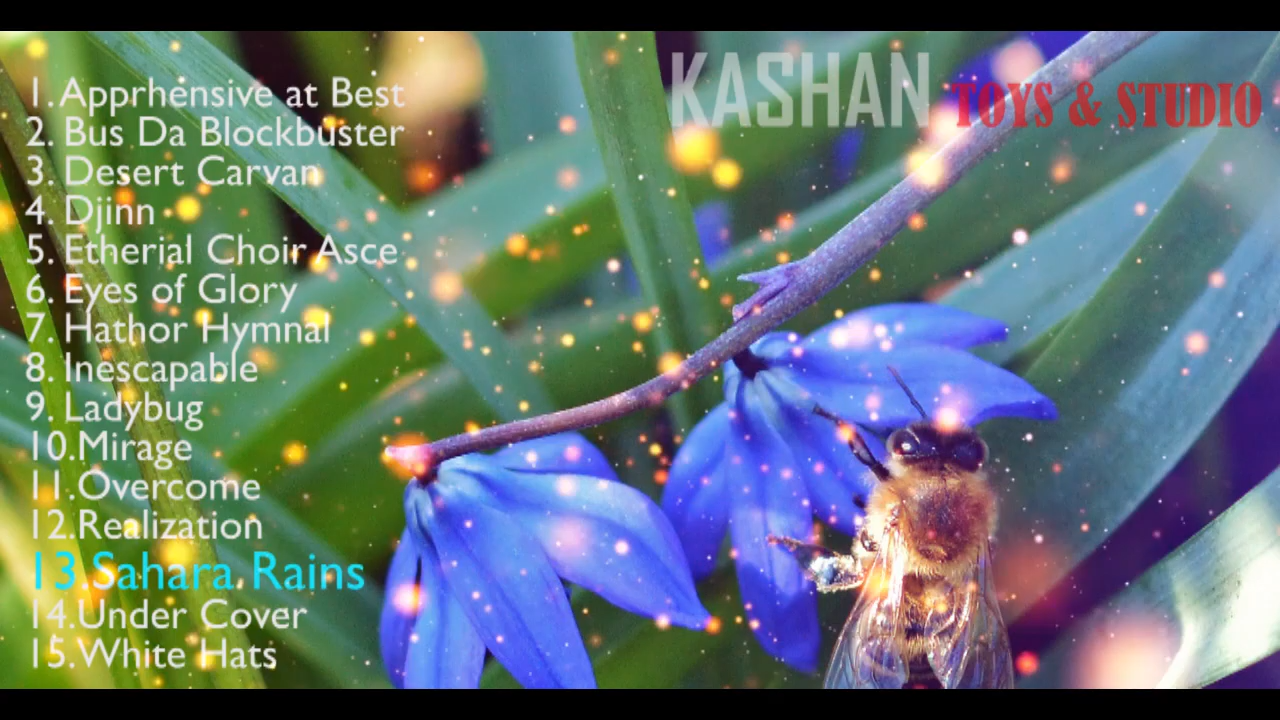 KASHAN TOYS & STUDIO
1. Apprhensive at Best
2. Bus Da Blockbuster
3. Desert Carvan
4. Djinn
5. Etherial Choir Asce
6. Eyes of Glory
7. Hathor Hymnal
8. Inescapable
9. Ladybug
10.Mirage
11.Overcome
12.Realization
13.Sahara Rains
14.Under Cover
15.White Hats